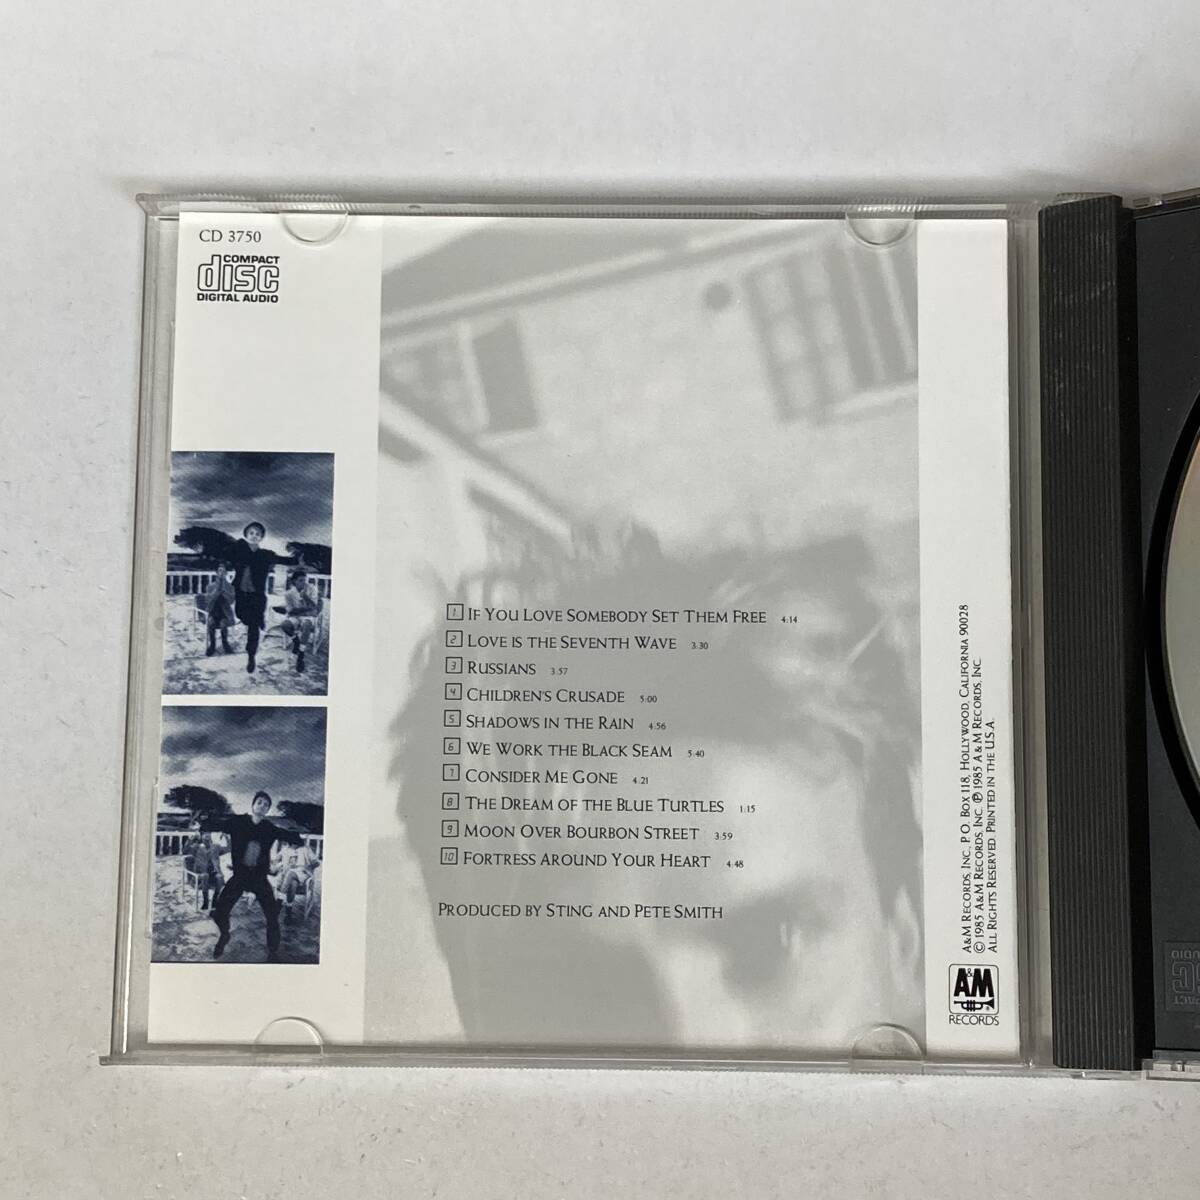 CD 3750
COMPACT
disc
DIGITAL AUDIO
1 IF YOU LOVE SOMEBODY SET THEM FREE 4:14
2 LOVE IS THE SEVENTH WAVE 3:30
3 RUSSIANS 3:57
4 CHILDREN'S CRUSADE 5:00
5 SHADOWS IN THE RAIN 4:56
6 WE WORK THE BLACK SEAM 5:40
7 CONSIDER ME GONE 4:21
8 THE DREAM OF THE BLUE TURTLES 1:15
9 MOON OVER BOURBON STREET 3:59
10 FORTRESS AROUND YOUR HEART 4:48
PRODUCED BY STING AND PETE SMITH
A&M RECORDS, INC., P.O. BOX 118, HOLLYWOOD, CALIFORNIA 90028
© 1985 A&M RECORDS, INC. ℗ 1985 A&M RECORDS, INC.
ALL RIGHTS RESERVED. PRINTED IN THE U.S.A.
A&M
RECORDS